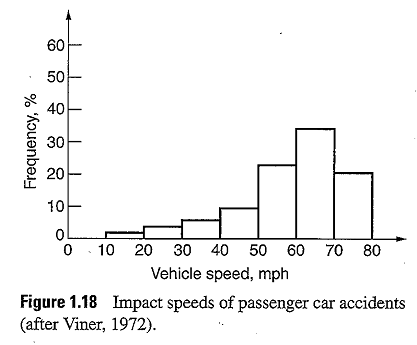 60
50
40
30
20
10
0
Frequency, %
0 10 20 30 40 50 60 70 80
Vehicle speed, mph
Figure 1.18 Impact speeds of passenger car accidents
(after Viner, 1972).